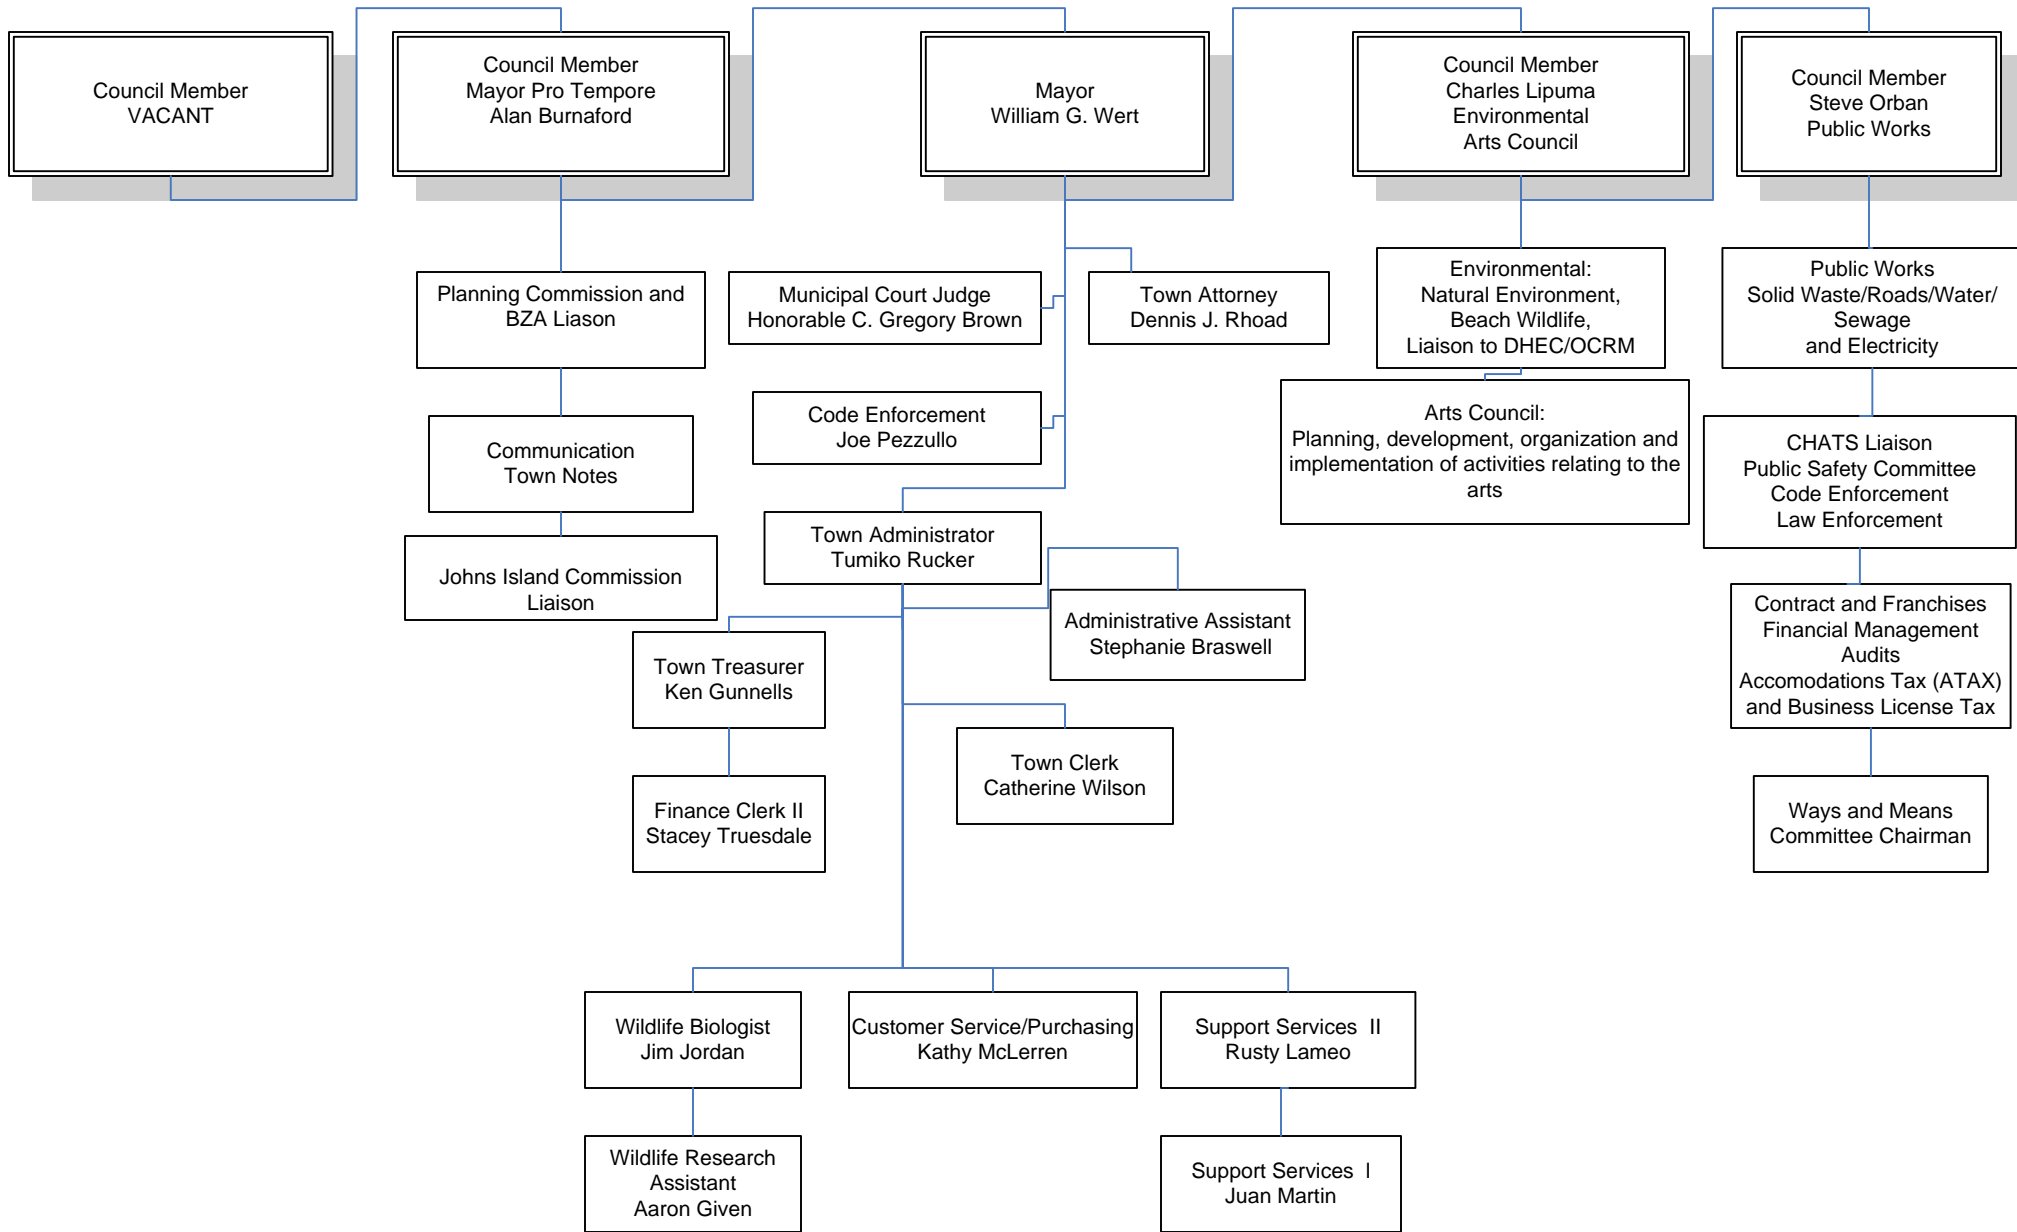 Council Member
VACANT
Council Member
Mayor Pro Tempore
Alan Burnaford
Mayor
William G. Wert
Council Member
Charles Lipuma
Environmental
Arts Council
Council Member
Steve Orban
Public Works
Planning Commission and
BZA Liason
Municipal Court Judge
Honorable C. Gregory Brown
Town Attorney
Dennis J. Rhoad
Environmental:
Natural Environment,
Beach Wildlife,
Liaison to DHEC/OCRM
Public Works
Solid Waste/Roads/Water/
Sewage
and Electricity
Communication
Town Notes
Code Enforcement
Joe Pezzullo
Arts Council:
Planning, development, organization and
implementation of activities relating to the
arts
CHATS Liaison
Public Safety Committee
Code Enforcement
Law Enforcement
Johns Island Commission
Liaison
Town Administrator
Tumiko Rucker
Administrative Assistant
Stephanie Braswell
Contract and Franchises
Financial Management
Audits
Accomodations Tax (ATAX)
and Business License Tax
Town Treasurer
Ken Gunnells
Town Clerk
Catherine Wilson
Finance Clerk II
Stacey Truesdale
Ways and Means
Committee Chairman
Wildlife Biologist
Jim Jordan
Customer Service/Purchasing
Kathy McLerren
Support Services  II
Rusty Lameo
Wildlife Research
Assistant
Aaron Given
Support Services  I
Juan Martin